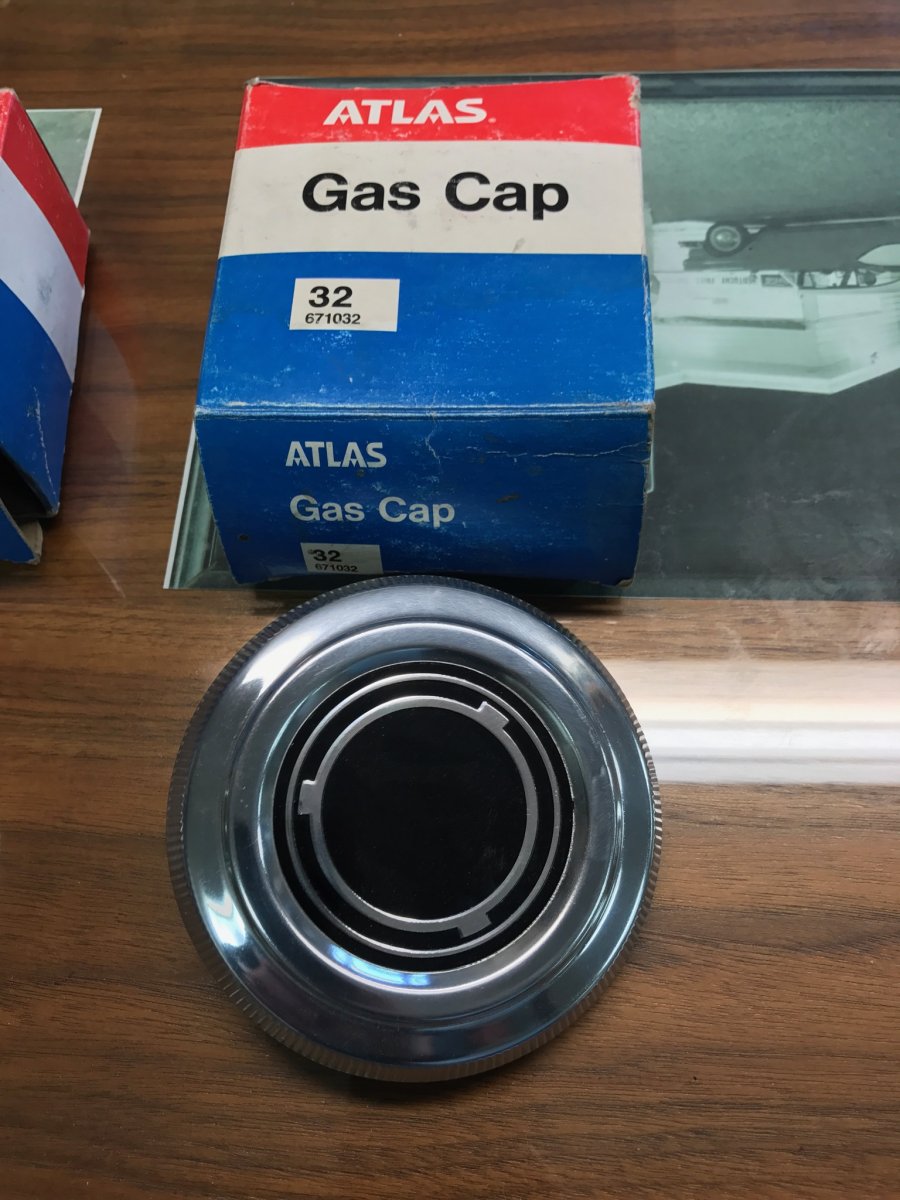 ATLAS®
Gas Cap
32
671032
ATLAS
Gas Cap
32
671032